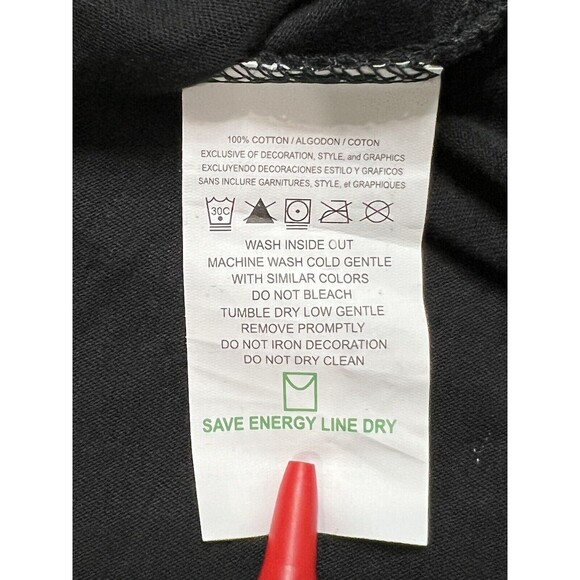 100% COTTON / ALGODON / COTON
EXCLUSIVE OF DECORATION, STYLE, and GRAPHICS
EXCLUYENDO DECORACIONES ESTILO Y GRAFICOS
SANS INCLURE GARNITURES, STYLE, et GRAPHIQUES
30C
WASH INSIDE OUT
MACHINE WASH COLD GENTLE
WITH SIMILAR COLORS
DO NOT BLEACH
TUMBLE DRY LOW GENTLE
REMOVE PROMPTLY
DO NOT IRON DECORATION
DO NOT DRY CLEAN
SAVE ENERGY LINE DRY